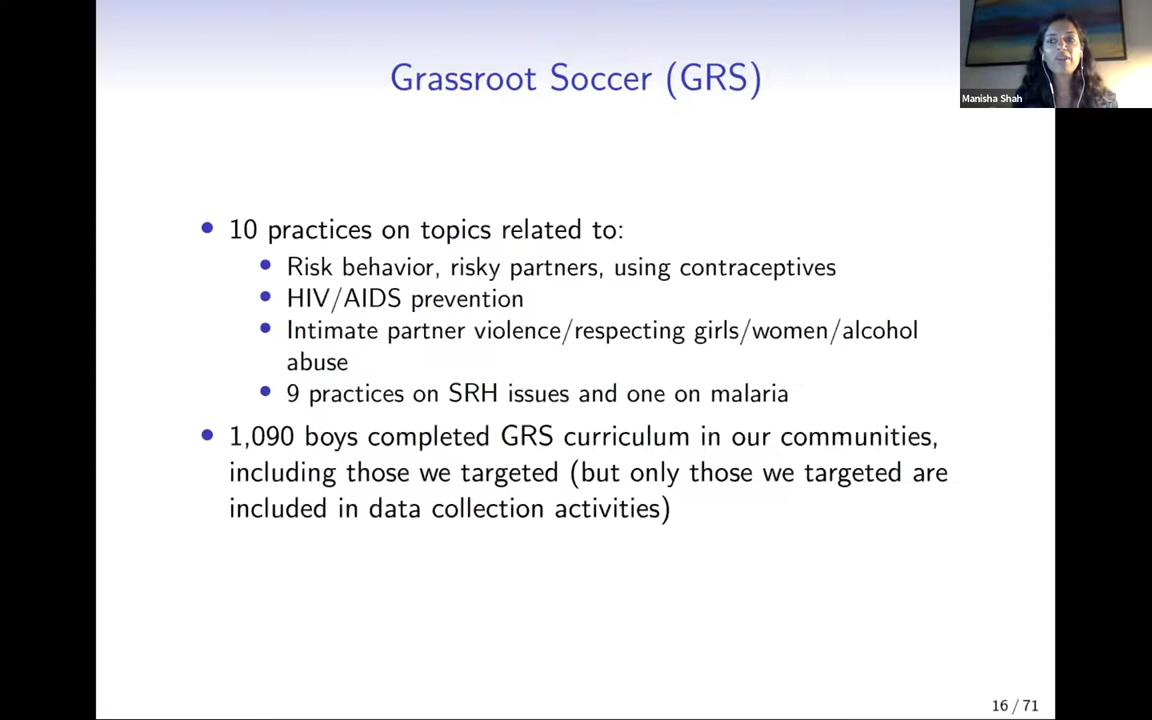 Grassroot Soccer (GRS)
Manisha Shah
• 10 practices on topics related to:
• Risk behavior, risky partners, using contraceptives
• HIV/AIDS prevention
• Intimate partner violence/respecting girls/women/alcohol
abuse
• 9 practices on SRH issues and one on malaria
• 1,090 boys completed GRS curriculum in our communities,
including those we targeted (but only those we targeted are
included in data collection activities)
16 / 71